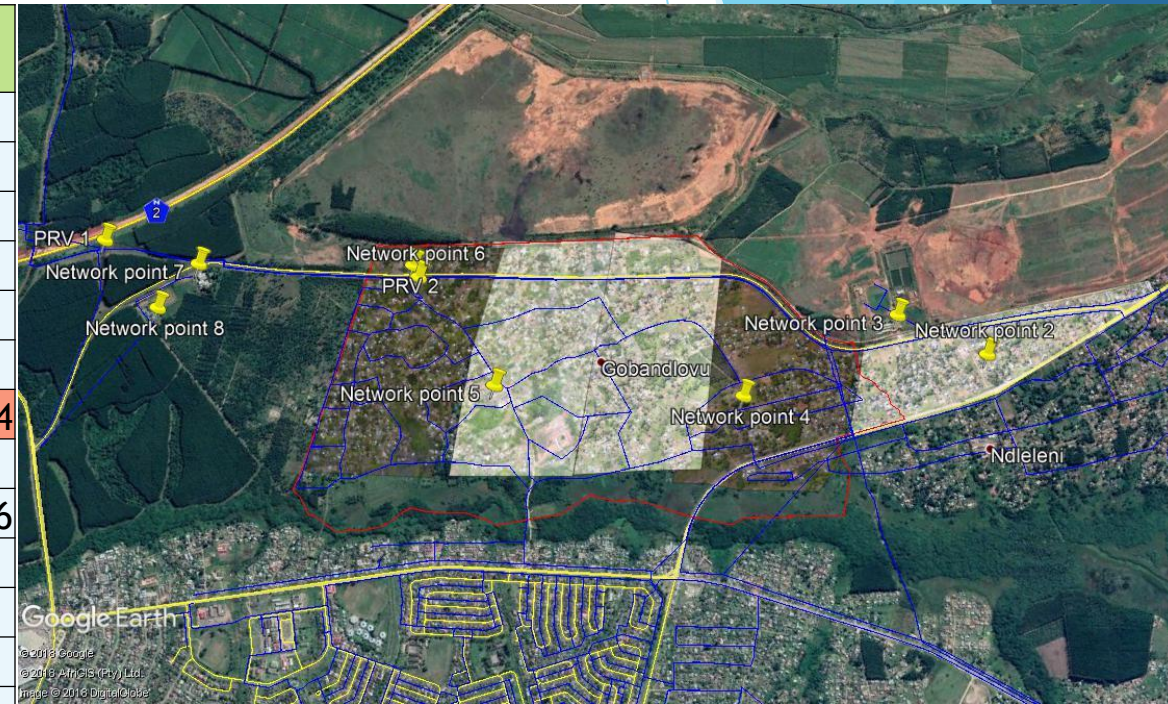 4
6
N
2
PRV 1
Network point 7
Network point 8
Network point 6
PRV 2
Network point 5
Gobandlovu
Network point 4
Network point 3
Network point 2
Ndleleni
Google Earth
© 2018 Google
© 2018 AfriGIS (Pty) Ltd.
Image © 2018 DigitalGlobe